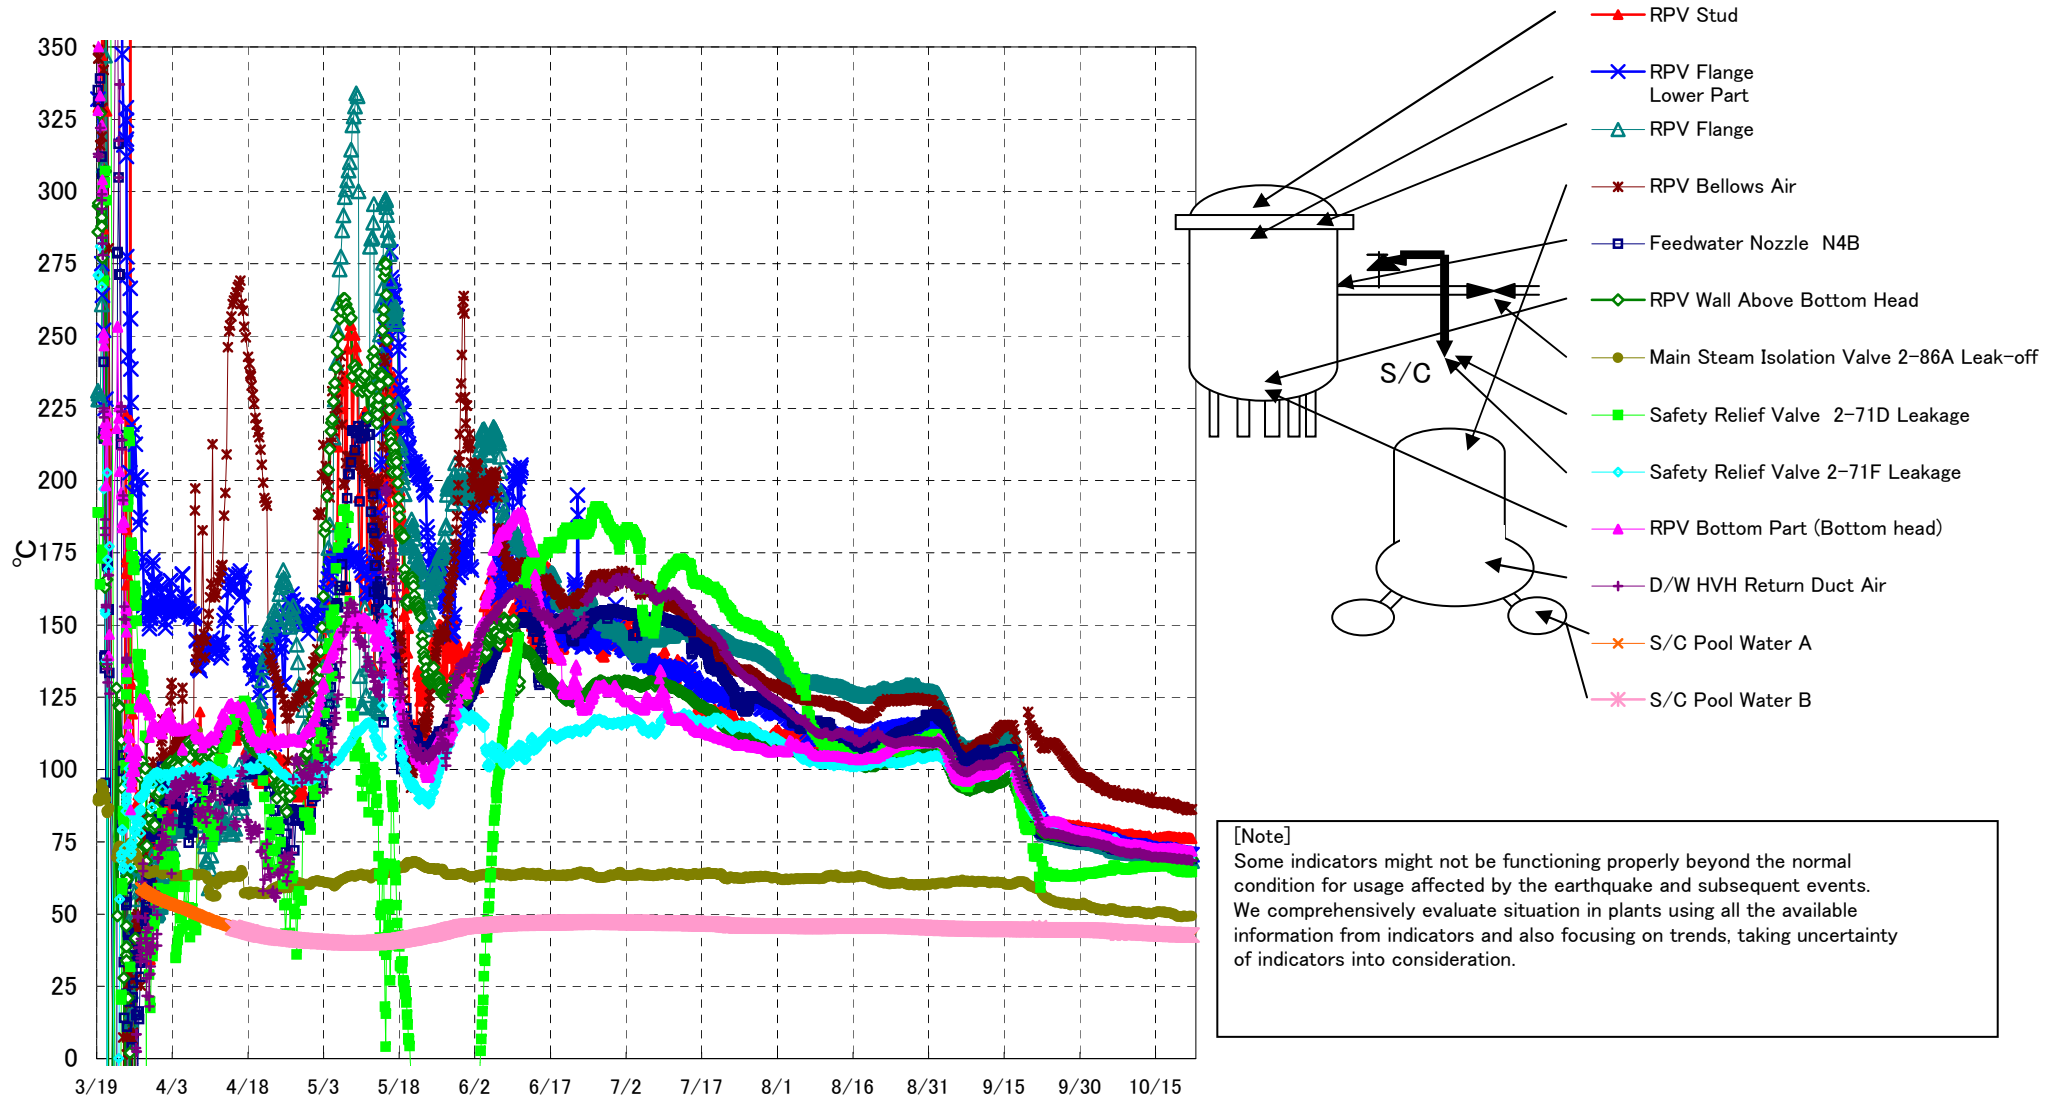 350
325
300
275
250
225
200
175
150
125
100
75
50
25
0
℃
3/19 4/3 4/18 5/3 5/18 6/2 6/17 7/2 7/17 8/1 8/16 8/31 9/15 9/30 10/15
RPV Stud
RPV Flange
Lower Part
RPV Flange
RPV Bellows Air
Feedwater Nozzle N4B
RPV Wall Above Bottom Head
Main Steam Isolation Valve 2-86A Leak-off
Safety Relief Valve 2-71D Leakage
Safety Relief Valve 2-71F Leakage
RPV Bottom Part (Bottom head)
D/W HVH Return Duct Air
S/C Pool Water A
S/C Pool Water B
S/C
[Note]
Some indicators might not be functioning properly beyond the normal
condition for usage affected by the earthquake and subsequent events.
We comprehensively evaluate situation in plants using all the available
information from indicators and also focusing on trends, taking uncertainty
of indicators into consideration.